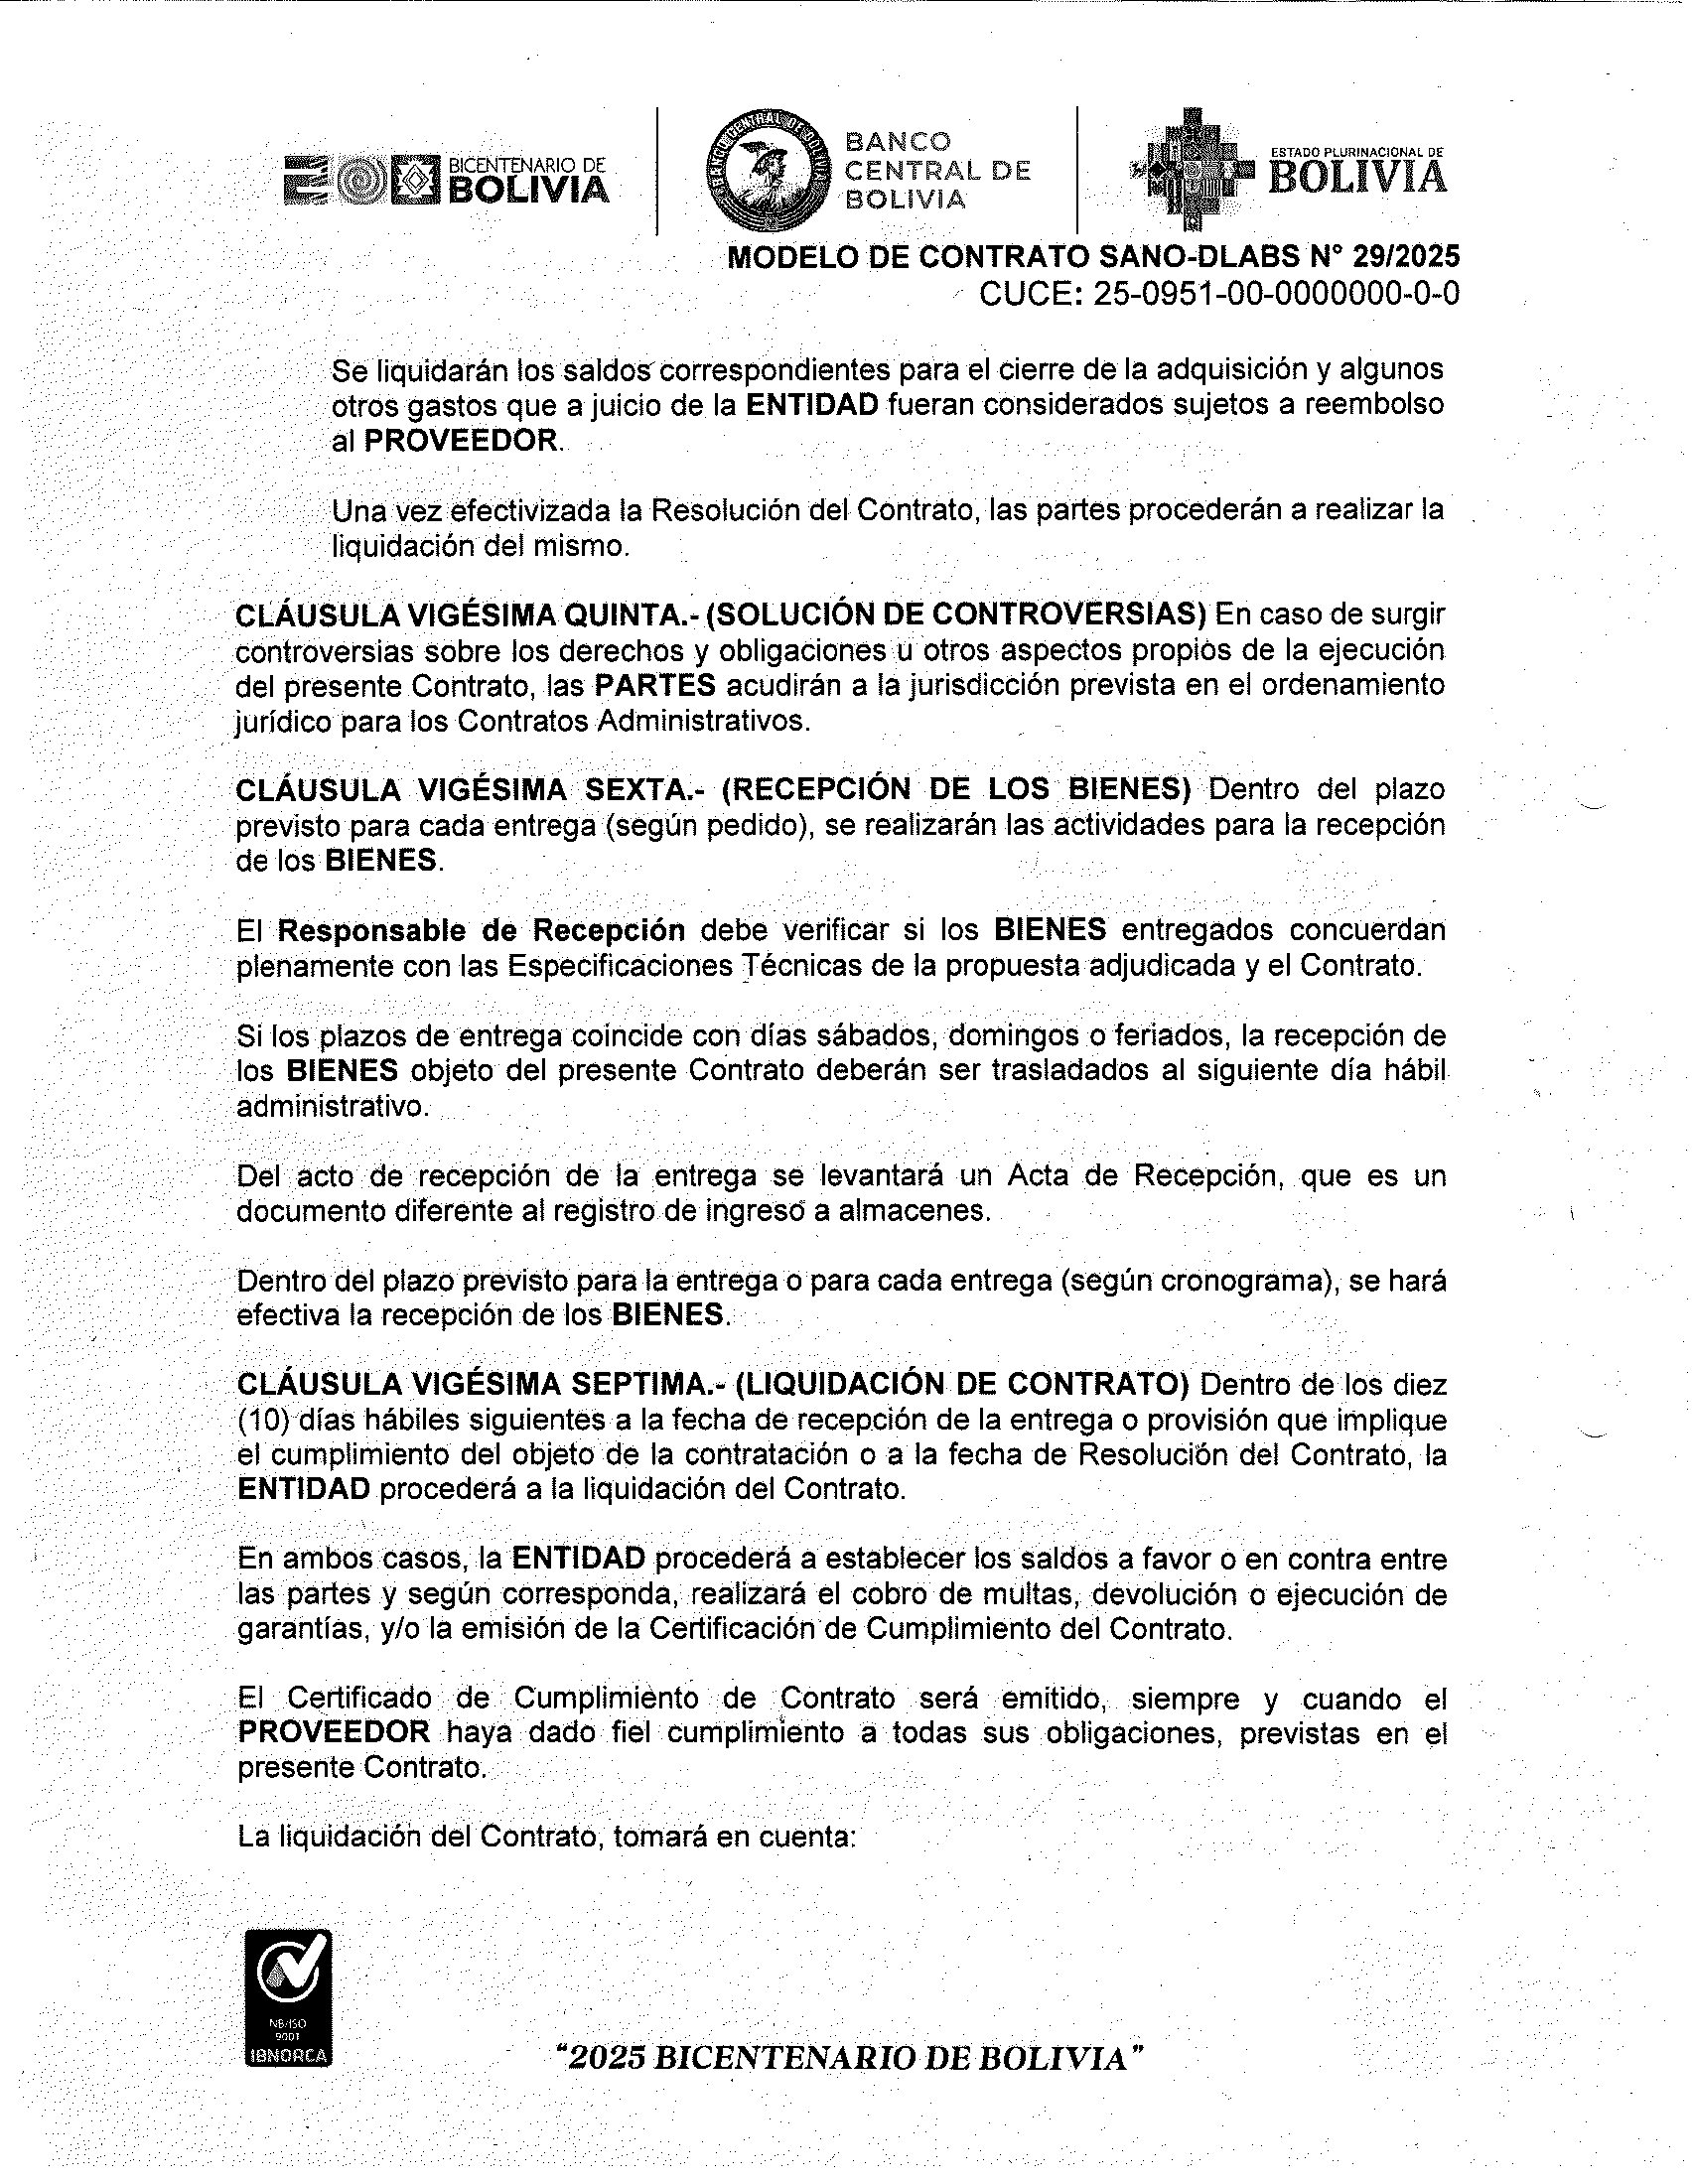 BICENTENARIO DE
BOLIVIA
BANCO
CENTRAL DE
BOLIVIA
ESTADO PLURINACIONAL DE
BOLIVIA
MODELO DE CONTRATO SANO-DLABS N° 29/2025
CUCE: 25-0951-00-0000000-0-0
Se liquidarán los saldos correspondientes para el cierre de la adquisición y algunos
otros gastos que a juicio de la ENTIDAD fueran considerados sujetos a reembolso
al PROVEEDOR.
Una vez efectivizada la Resolución del Contrato, las partes procederán a realizar la
liquidación del mismo.
CLÁUSULA VIGÉSIMA QUINTA.- (SOLUCIÓN DE CONTROVERSIAS) En caso de surgir
controversias sobre los derechos y obligaciones u otros aspectos propios de la ejecución
del presente Contrato, las PARTES acudirán a la jurisdicción prevista en el ordenamiento
jurídico para los Contratos Administrativos.
CLÁUSULA VIGÉSIMA SEXTA.- (RECEPCIÓN DE LOS BIENES) Dentro del plazo
previsto para cada entrega (según pedido), se realizarán las actividades para la recepción
de los BIENES.
El Responsable de Recepción debe verificar si los BIENES entregados concuerdan
plenamente con las Especificaciones Técnicas de la propuesta adjudicada y el Contrato.
Si los plazos de entrega coincide con días sábados, domingos o feriados, la recepción de
los BIENES objeto del presente Contrato deberán ser trasladados al siguiente día hábil
administrativo.
Del acto de recepción de la entrega se levantará un Acta de Recepción, que es un
documento diferente al registro de ingreso a almacenes.
Dentro del plazo previsto para la entrega o para cada entrega (según cronograma), se hará
efectiva la recepción de los BIENES.
CLÁUSULA VIGÉSIMA SEPTIMA.- (LIQUIDACIÓN DE CONTRATO) Dentro de los diez
(10) días hábiles siguientes a la fecha de recepción de la entrega o provisión que implique
el cumplimiento del objeto de la contratación o a la fecha de Resolución del Contrato, la
ENTIDAD procederá a la liquidación del Contrato.
En ambos casos, la ENTIDAD procederá a establecer los saldos a favor o en contra entre
las partes y según corresponda, realizará el cobro de multas, devolución o ejecución de
garantías, y/o la emisión de la Certificación de Cumplimiento del Contrato.
El Certificado de Cumplimiento de Contrato será emitido, siempre y cuando el
PROVEEDOR haya dado fiel cumplimiento a todas sus obligaciones, previstas en el
presente Contrato.
La liquidación del Contrato, tomará en cuenta:
NB/ISO
9001
IBNORCA
"2025 BICENTENARIO DE BOLIVIA"